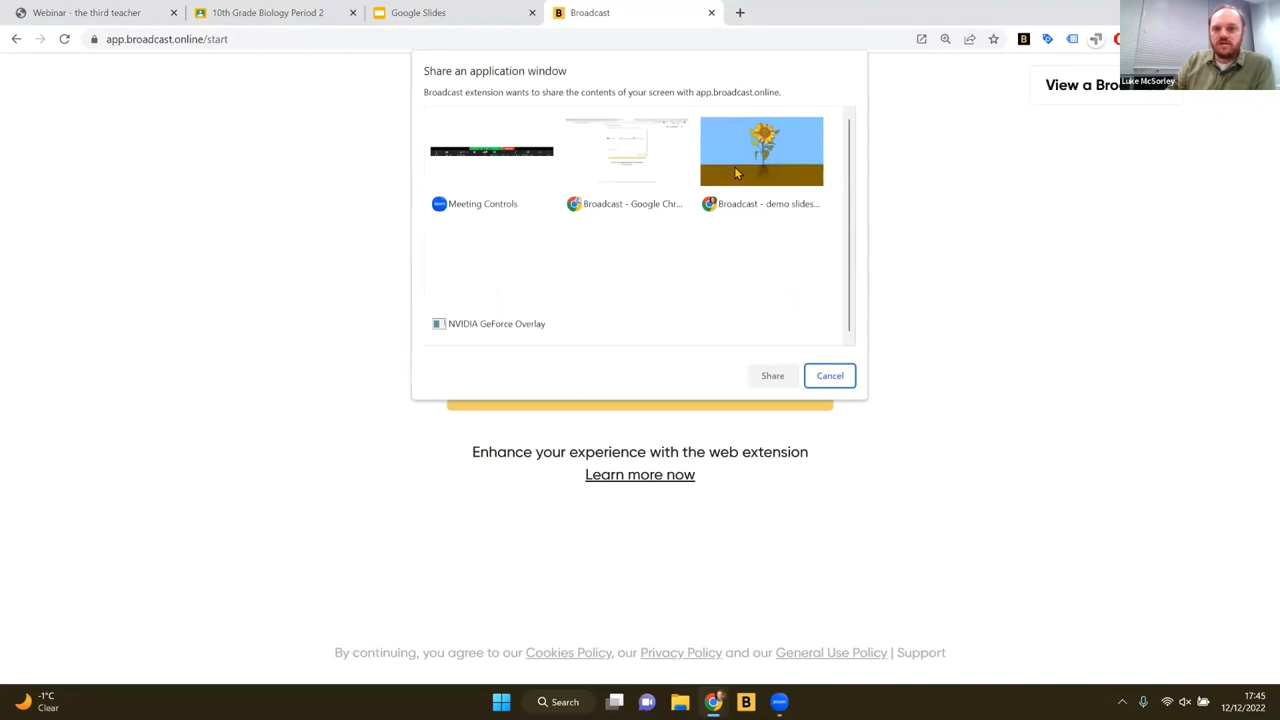 Webinar - the third teacher
10th Grade Biology Period 2
Google Slides
B Broadcast
app.broadcast.online/start
B
Luke McSorley
View a Bro
Share an application window
Broadcast extension wants to share the contents of your screen with app.broadcast.online.
Meeting Controls
Broadcast - Google Chr...
Broadcast - demo slides...
NVIDIA GeForce Overlay
Share
Cancel
Enhance your experience with the web extension
Learn more now
By continuing, you agree to our Cookies Policy, our Privacy Policy and our General Use Policy | Support
-1°C
Clear
Search
B
zoom
17:45
12/12/2022